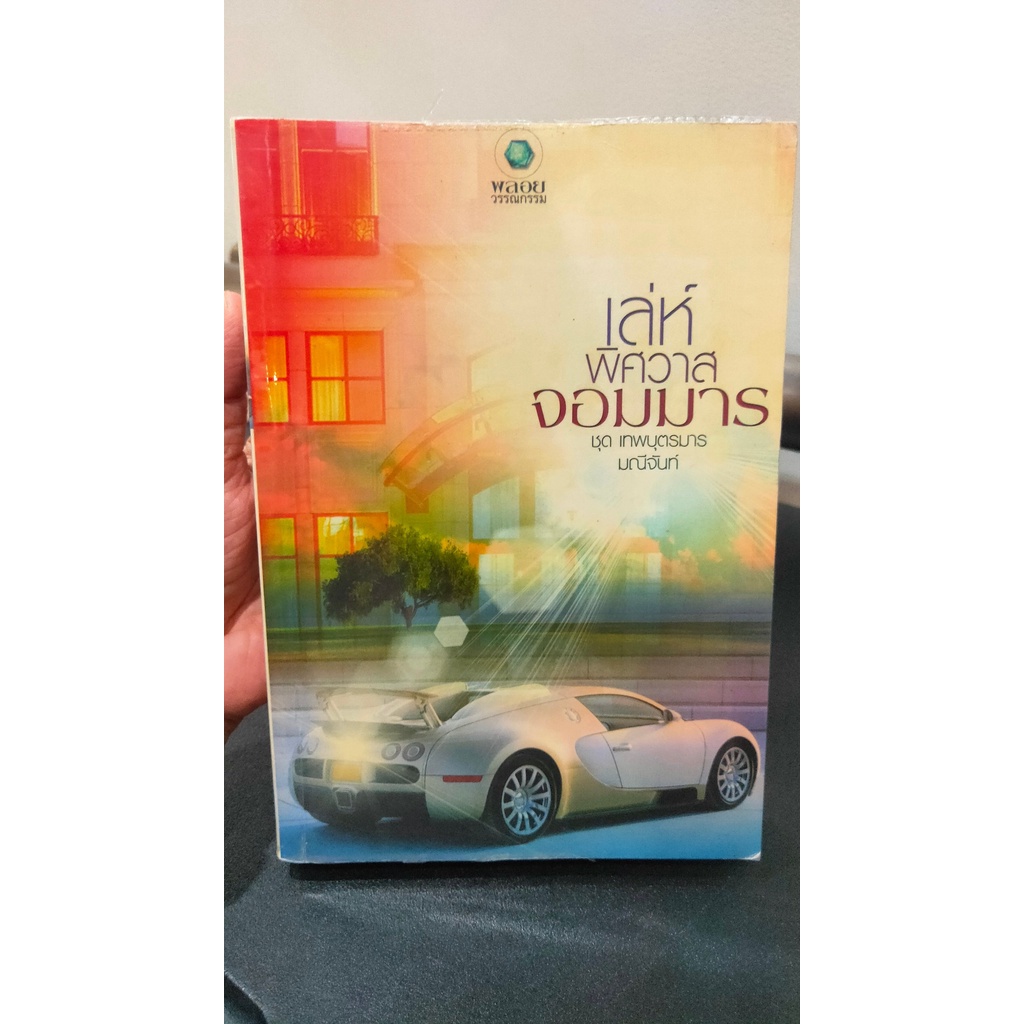 พลอย
วรรณกรรม
เล่ห์
พิศวาส
จอมมาร
ชุด เทพบุตรมาร
มณีจันท์